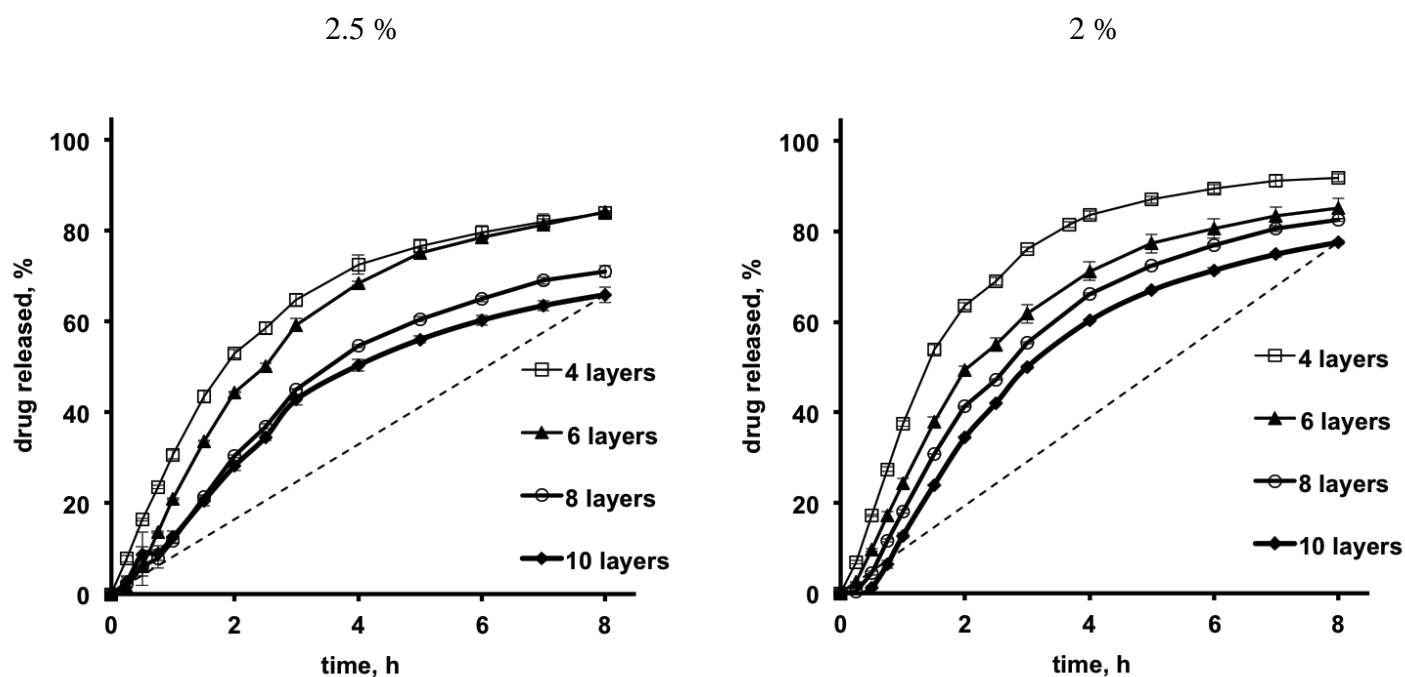 2.5 %
100
80
60
40
20
0
drug released, %
0 2 4 6 8
time, h
4 layers
6 layers
8 layers
10 layers
2 %
100
80
60
40
20
0
drug released, %
0 2 4 6 8
time, h
4 layers
6 layers
8 layers
10 layers